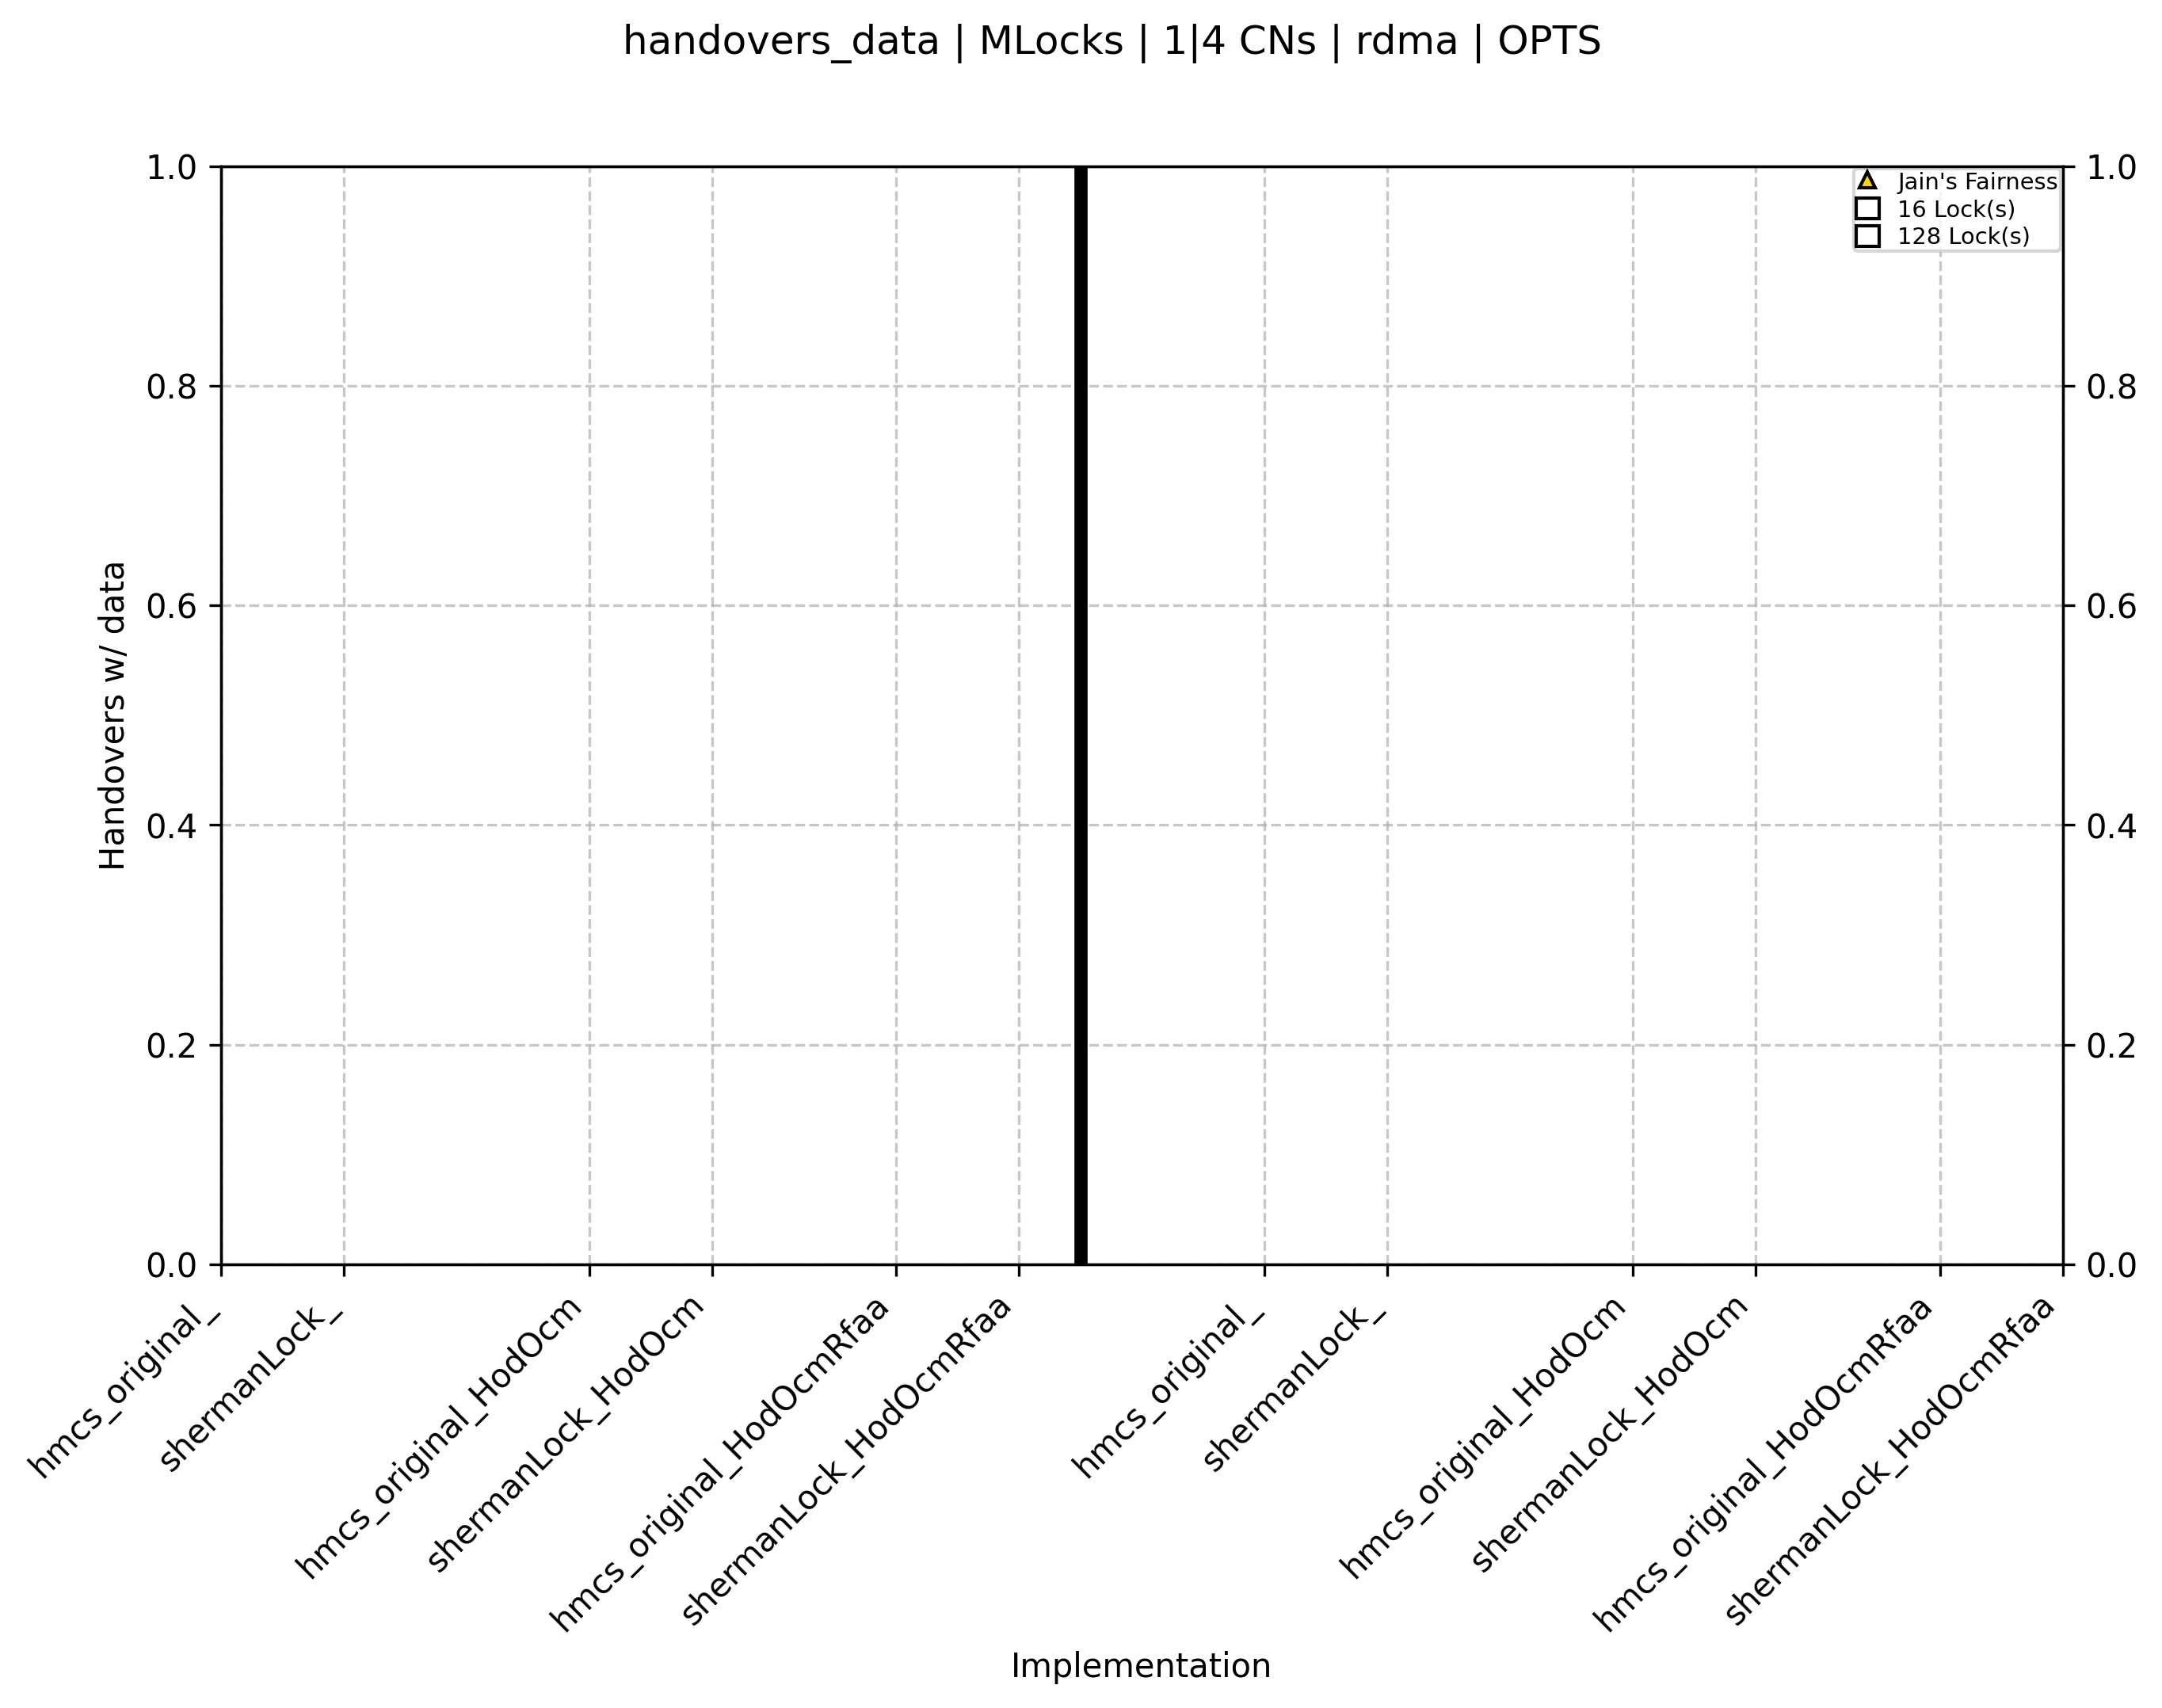 handovers_data | MLocks | 1|4 CNs | rdma | OPTS
Jain's Fairness
16 Lock(s)
128 Lock(s)
Handovers w/ data
1.0
0.8
0.6
0.4
0.2
0.0
1.0
0.8
0.6
0.4
0.2
0.0
hmcs_original_
shermanLock_
hmcs_original_HodOcm
shermanLock_HodOcm
hmcs_original_HodOcmRfaa
shermanLock_HodOcmRfaa
hmcs_original_
shermanLock_
hmcs_original_HodOcm
shermanLock_HodOcm
hmcs_original_HodOcmRfaa
shermanLock_HodOcmRfaa
Implementation